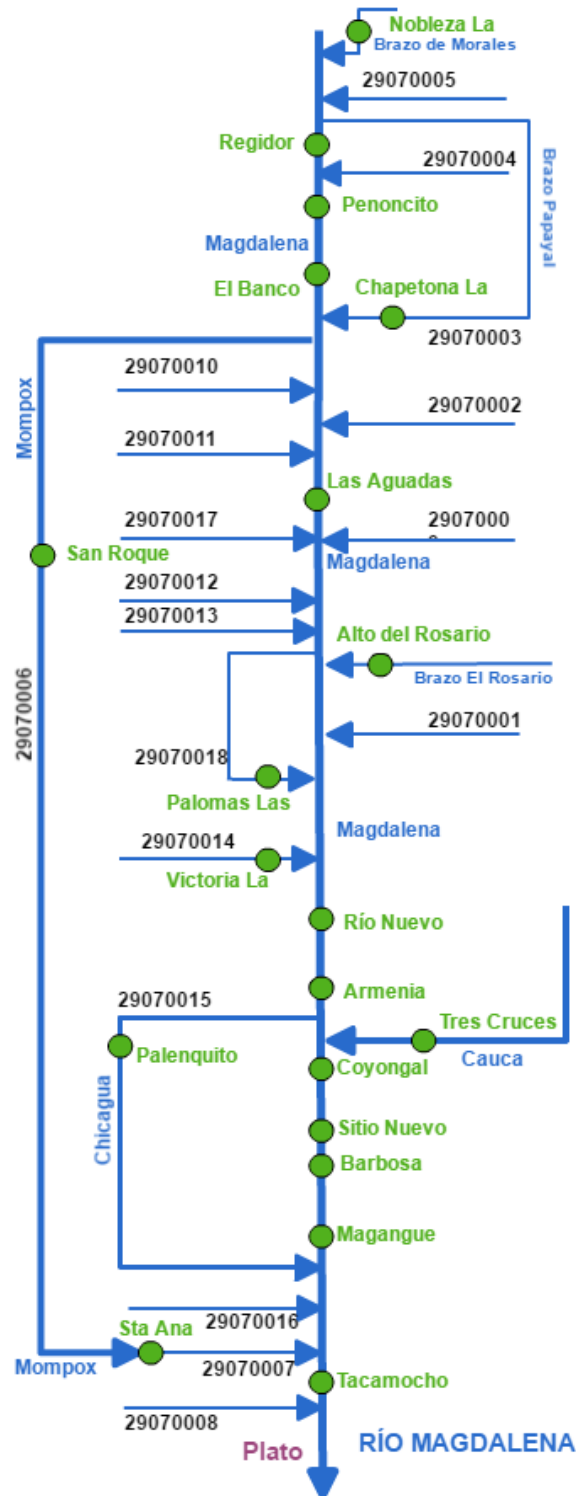 Nobleza La
Brazo de Morales
29070005
Regidor
29070004
Brazo Papayal
Penoncito
Magdalena
El Banco
Chapetona La
29070003
Mompox
29070010
29070002
29070011
Las Aguadas
29070017
2907000
San Roque
Magdalena
29070012
29070013
Alto del Rosario
Brazo El Rosario
29070006
29070001
29070018
Palomas Las
Magdalena
29070014
Victoria La
Río Nuevo
Armenia
29070015
Tres Cruces
Palenquito
Cauca
Coyongal
Chicagua
Sitio Nuevo
Barbosa
Magangue
29070016
Sta Ana
Mompox
29070007
Tacamocho
29070008
Plato
RÍO MAGDALENA